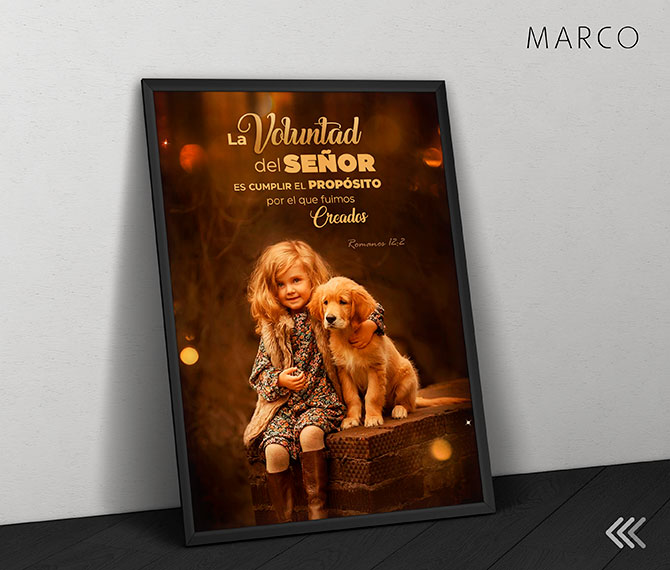 MARCO
La Voluntad
del SEÑOR
ES CUMPLIR EL PROPÓSITO
por el que fuimos
Creados
Romanos 12:2